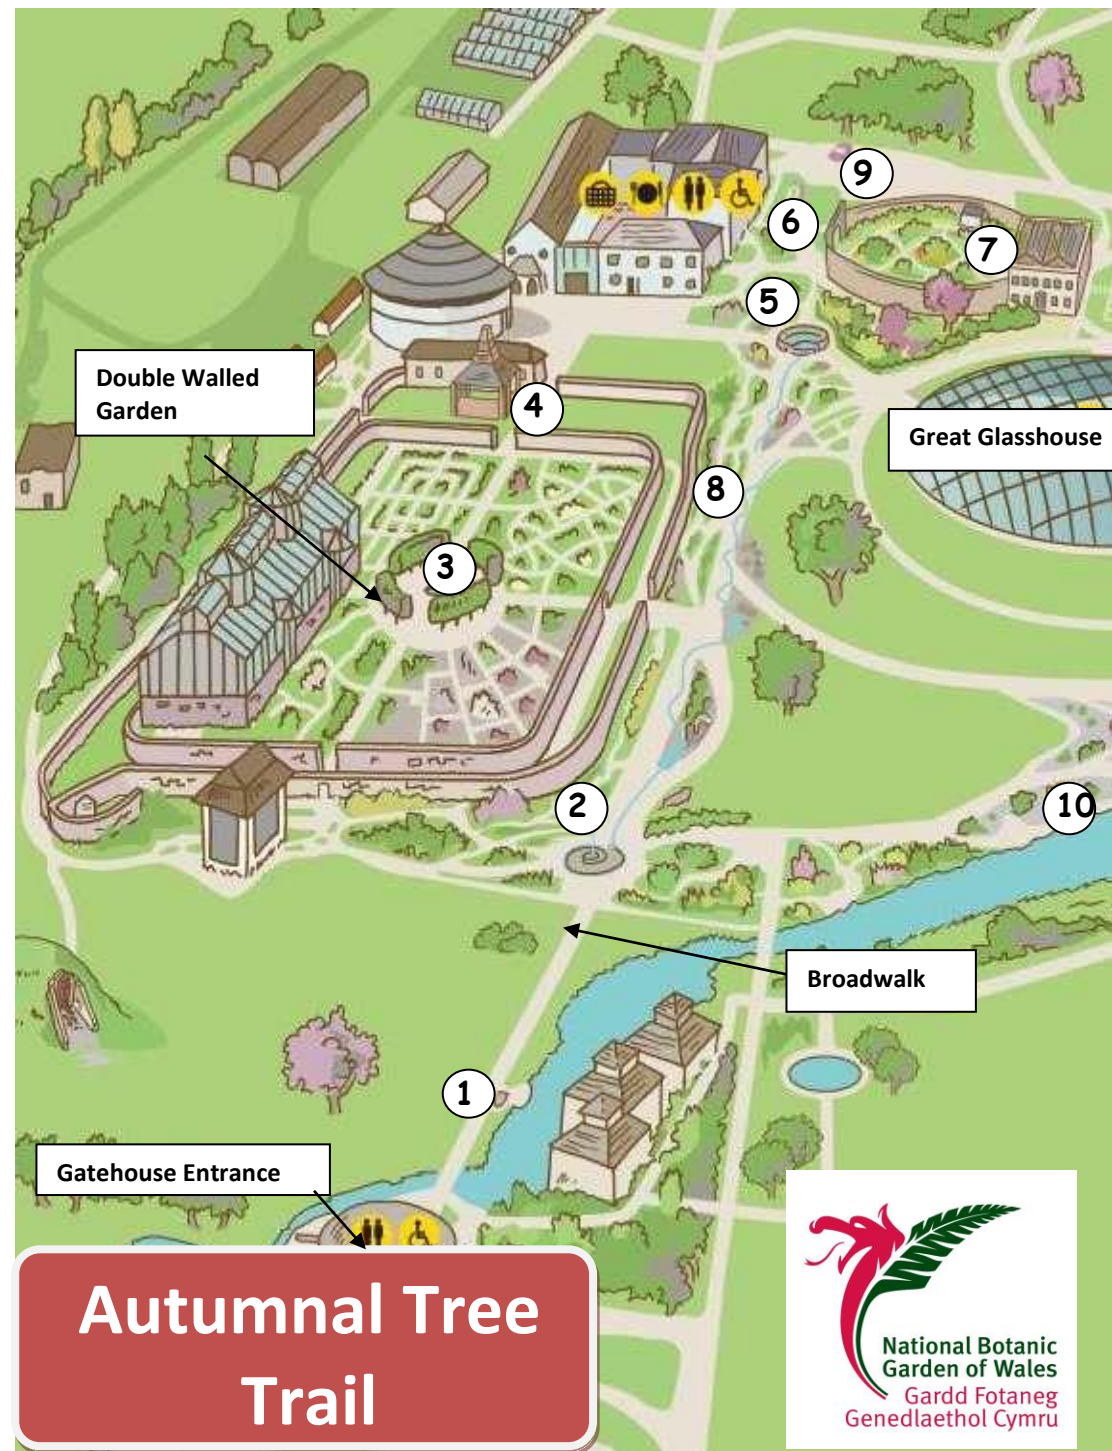 9
6
7
5
Double Walled
Garden
4
Great Glasshouse
8
3
2
10
Broadwalk
1
Gatehouse Entrance
Autumnal Tree
Trail
National Botanic
Garden of Wales
Gardd Fotaneg
Genedlaethol Cymru